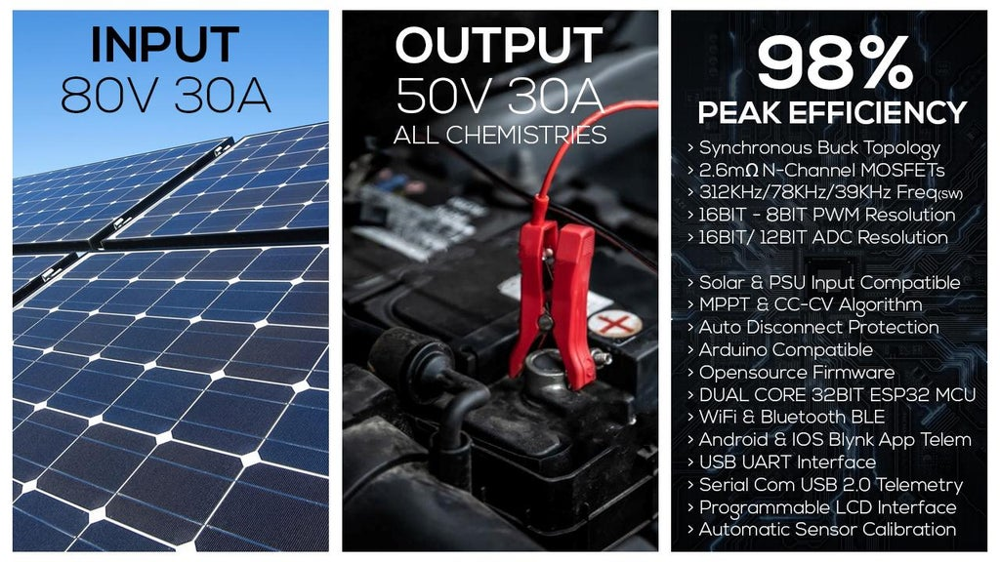 INPUT
80V 30A
OUTPUT
50V 30A
ALL CHEMISTRIES
98%
PEAK EFFICIENCY
> Synchronous Buck Topology
> 2.6mΩ N-Channel MOSFETs
> 312KHz/78KHz/39KHz Freq(SW)
> 16BIT - 8BIT PWM Resolution
> 16BIT/ 12BIT ADC Resolution
> Solar & PSU Input Compatible
> MPPT & CC-CV Algorithm
> Auto Disconnect Protection
> Arduino Compatible
> Opensource Firmware
> DUAL CORE 32BIT ESP32 MCU
> WiFi & Bluetooth BLE
> Android & IOS Blynk App Telem
> USB UART Interface
> Serial Com USB 2.0 Telemetry
> Programmable LCD Interface
> Automatic Sensor Calibration